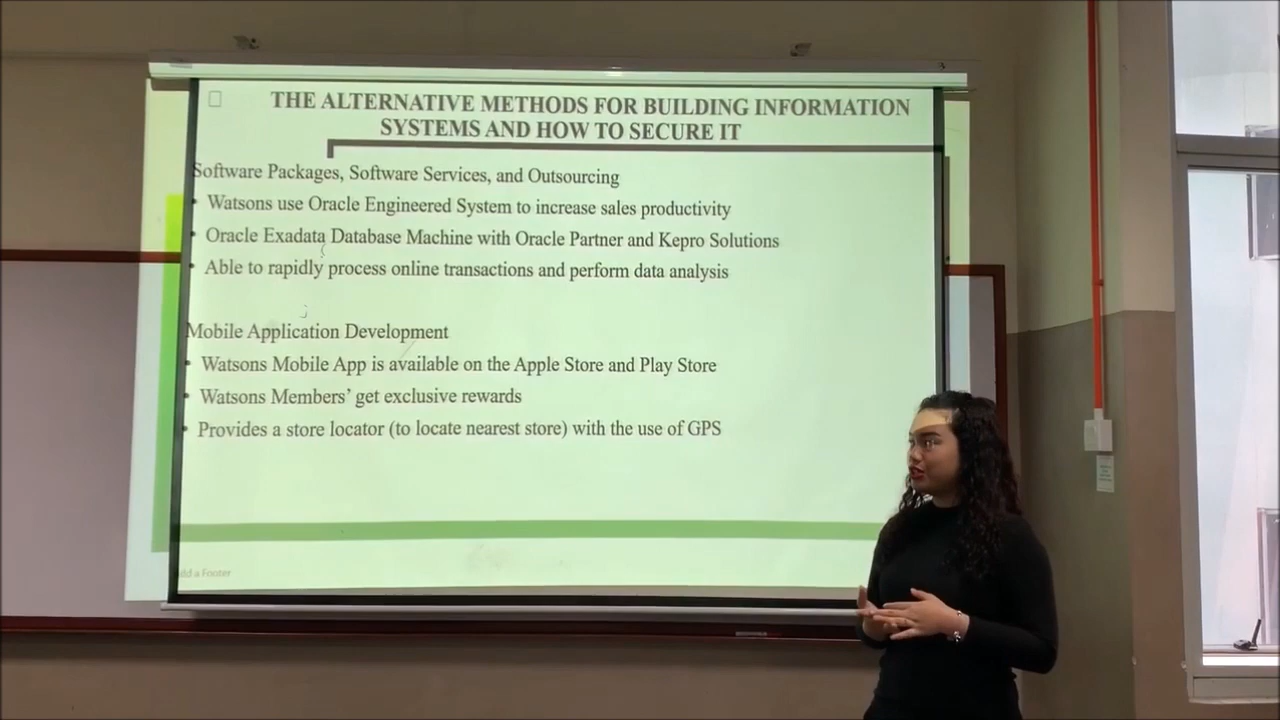 THE ALTERNATIVE METHODS FOR BUILDING INFORMATION
SYSTEMS AND HOW TO SECURE IT
Software Packages, Software Services, and Outsourcing
• Watsons use Oracle Engineered System to increase sales productivity
• Oracle Exadata Database Machine with Oracle Partner and Kepro Solutions
• Able to rapidly process online transactions and perform data analysis
Mobile Application Development
• Watsons Mobile App is available on the Apple Store and Play Store
• Watsons Members’ get exclusive rewards
• Provides a store locator (to locate nearest store) with the use of GPS
Add a Footer